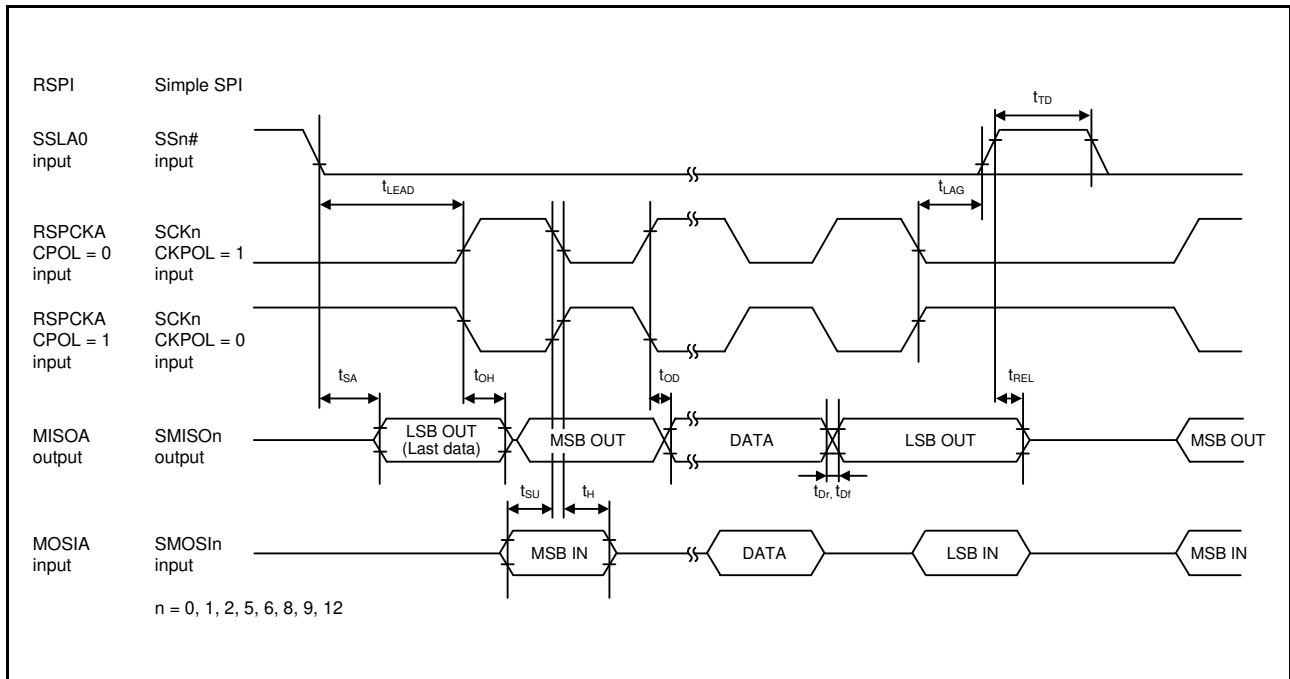 RSPI Simple SPI
tTD
SSLA0 SSn#
input input
tLEAD tLAG
RSPCKA SCKn
CPOL = 0 CKPOL = 1
input input
RSPCKA SCKn
CPOL = 1 CKPOL = 0
input input
tSA tOH tOD tREL
MISOA SMISOn
output output
LSB OUT
(Last data)
MSB OUT DATA LSB OUT MSB OUT
tSU tH tDr, tDf
MOSIA SMOSIn
input input
MSB IN DATA LSB IN MSB IN
n = 0, 1, 2, 5, 6, 8, 9, 12